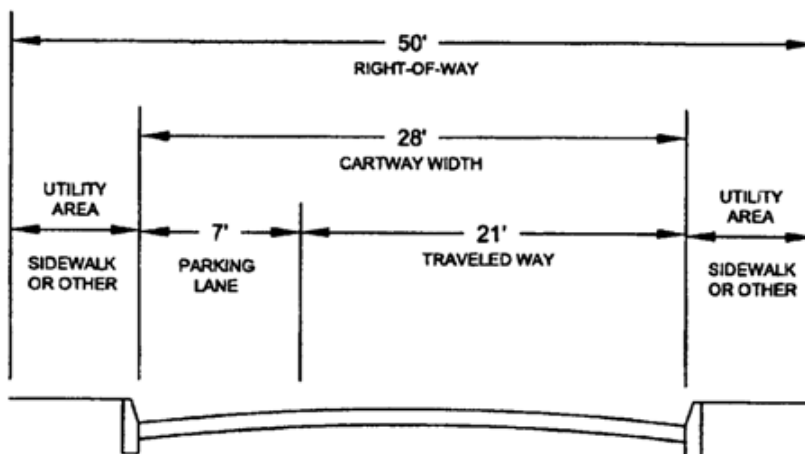 50'
RIGHT-OF-WAY
28'
CARTWAY WIDTH
UTILITY
AREA
SIDEWALK
OR OTHER
7'
PARKING
LANE
21'
TRAVELED WAY
UTILITY
AREA
SIDEWALK
OR OTHER